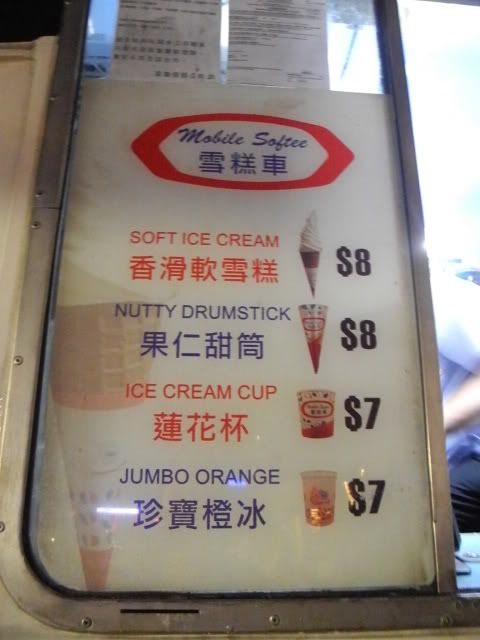 Mobile Softee
雪糕車
SOFT ICE CREAM
香滑軟雪糕
$8
NUTTY DRUMSTICK
果仁甜筒
$8
ICE CREAM CUP
蓮花杯
$7
JUMBO ORANGE
珍寶橙冰
$7